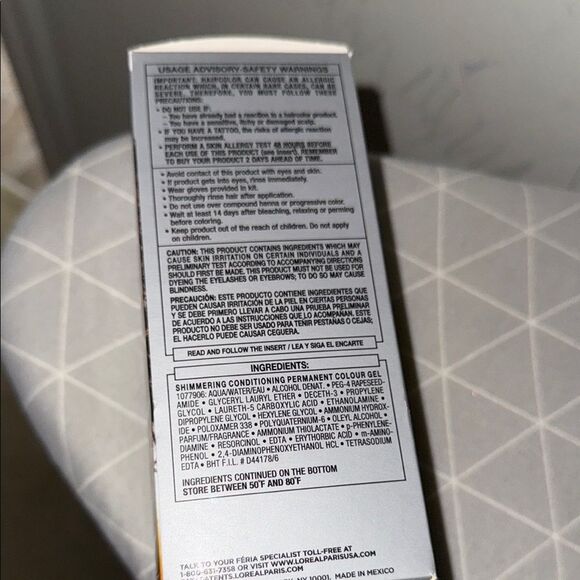 USAGE ADVISORY-SAFETY WARNINGS
IMPORTANT: HAIRCOLOR CAN CAUSE AN ALLERGIC
REACTION WHICH, IN CERTAIN RARE CASES, CAN BE
SEVERE. THEREFORE, YOU MUST FOLLOW THESE
PRECAUTIONS:
• DO NOT USE IF:
– You have already had a reaction to a haircolor product.
– You have a sensitive, itchy or damaged scalp.
• IF YOU HAVE A TATTOO, the risks of allergic reaction
may be increased.
• PERFORM A SKIN ALLERGY TEST 48 HOURS BEFORE
EACH USE OF THIS PRODUCT (see insert). REMEMBER
TO BUY YOUR PRODUCT 2 DAYS AHEAD OF TIME.
• Avoid contact of this product with eyes and skin.
• If product gets into eyes, rinse immediately.
• Wear gloves provided in kit.
• Thoroughly rinse hair after application.
• Do not use over compound henna or progressive color.
• Wait at least 14 days after bleaching, relaxing or perming
before coloring.
• Keep product out of the reach of children. Do not apply
on children.
CAUTION: THIS PRODUCT CONTAINS INGREDIENTS WHICH MAY
CAUSE SKIN IRRITATION ON CERTAIN INDIVIDUALS AND A
PRELIMINARY TEST ACCORDING TO ACCOMPANYING DIRECTIONS
SHOULD FIRST BE MADE. THIS PRODUCT MUST NOT BE USED FOR
DYEING THE EYELASHES OR EYEBROWS; TO DO SO MAY CAUSE
BLINDNESS.
PRECAUCIÓN: ESTE PRODUCTO CONTIENE INGREDIENTES QUE
PUEDEN CAUSAR IRRITACIÓN DE LA PIEL EN CIERTAS PERSONAS
Y SE DEBE PRIMERO LLEVAR A CABO UNA PRUEBA PRELIMINAR
DE ACUERDO A LAS INSTRUCCIONES QUE LO ACOMPAÑAN. ESTE
PRODUCTO NO DEBE SER USADO PARA TEÑIR PESTAÑAS O CEJAS;
EL HACERLO PUEDE CAUSAR CEGUERA.
READ AND FOLLOW THE INSERT / LEA Y SIGA EL ENCARTE
INGREDIENTS:
SHIMMERING CONDITIONING PERMANENT COLOUR GEL
1077906: AQUA/WATER/EAU • ALCOHOL DENAT. • PEG-4 RAPESEED-
AMIDE • GLYCERYL LAURYL ETHER • DECETH-3 • PROPYLENE
GLYCOL • LAURETH-5 CARBOXYLIC ACID • ETHANOLAMINE •
DIPROPYLENE GLYCOL • HEXYLENE GLYCOL • AMMONIUM HYDROX-
IDE • POLOXAMER 338 • POLYQUATERNIUM-6 • OLEYL ALCOHOL •
PARFUM/FRAGRANCE • AMMONIUM THIOLACTATE • p-PHENYLENE-
DIAMINE • RESORCINOL • EDTA • ERYTHORBIC ACID • m-AMINO-
PHENOL • 2,4-DIAMINOPHENOXYETHANOL HCL • TETRASODIUM
EDTA • BHT F.I.L. # D44178/6
INGREDIENTS CONTINUED ON THE BOTTOM
STORE BETWEEN 50°F AND 80°F
TALK TO YOUR FÉRIA SPECIALIST TOLL-FREE AT
1-800-631-7358 OR VISIT WWW.LOREALPARISUSA.COM
PATENTS.LOREALPARIS.COM
NY 10001. MADE IN MEXICO